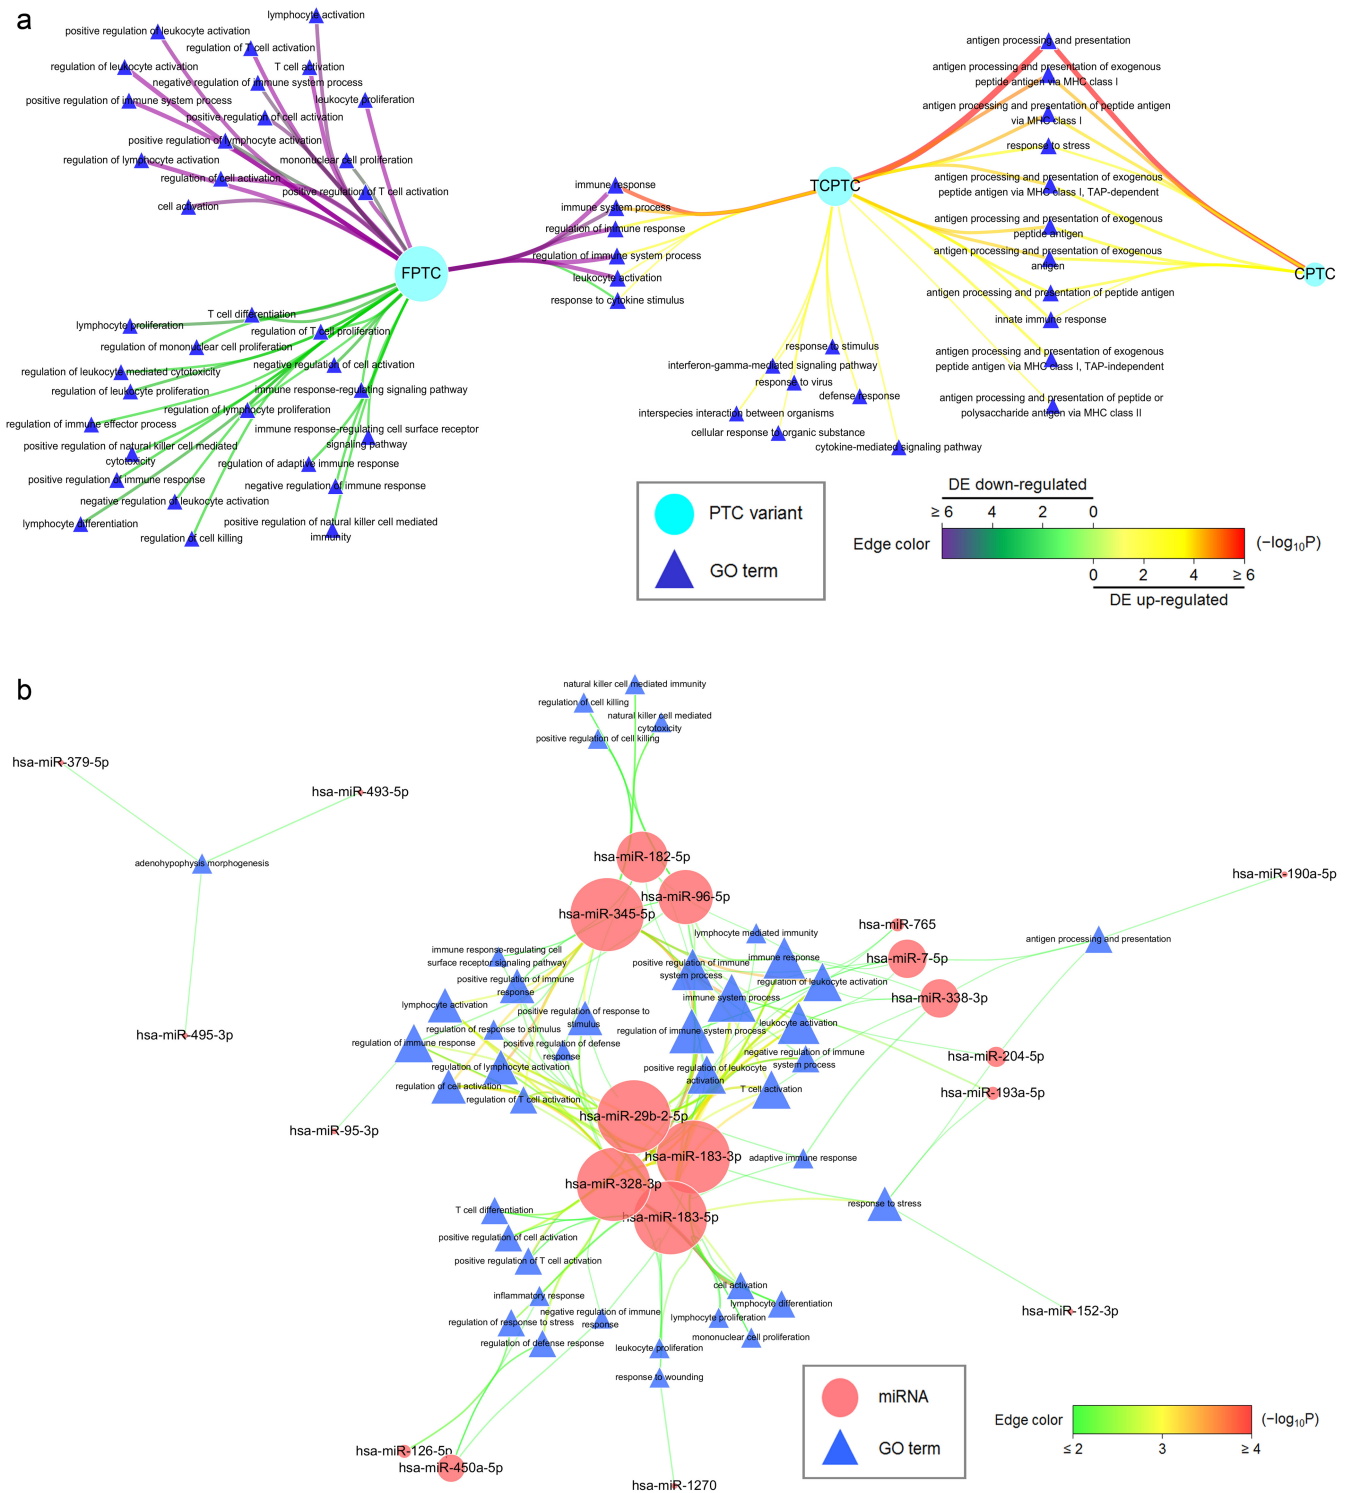 a
lymphocyte activation
positive regulation of leukocyte activation
regulation of T cell activation
regulation of leukocyte activation
T cell activation
negative regulation of immune system process
positive regulation of immune system process
leukocyte proliferation
positive regulation of cell activation
positive regulation of lymphocyte activation
regulation of lymphocyte activation
mononuclear cell proliferation
regulation of cell activation
positive regulation of T cell activation
cell activation
FPTC
T cell differentiation
lymphocyte proliferation
regulation of T cell proliferation
regulation of mononuclear cell proliferation
negative regulation of cell activation
regulation of leukocyte mediated cytotoxicity
regulation of leukocyte proliferation
immune response-regulating signaling pathway
regulation of lymphocyte proliferation
regulation of immune effector process
immune response-regulating cell surface receptor
signaling pathway
positive regulation of natural killer cell mediated
cytotoxicity
regulation of adaptive immune response
positive regulation of immune response
negative regulation of immune response
negative regulation of leukocyte activation
lymphocyte differentiation
positive regulation of natural killer cell mediated
immunity
regulation of cell killing
immune response
immune system process
regulation of immune response
regulation of immune system process
leukocyte activation
response to cytokine stimulus
TCPTC
response to stimulus
interferon-gamma-mediated signaling pathway
response to virus
defense response
interspecies interaction between organisms
cellular response to organic substance
cytokine-mediated signaling pathway
antigen processing and presentation
antigen processing and presentation of exogenous
peptide antigen via MHC class I
antigen processing and presentation of peptide antigen
via MHC class I
response to stress
antigen processing and presentation of exogenous
peptide antigen via MHC class I, TAP-dependent
antigen processing and presentation of exogenous
peptide antigen
antigen processing and presentation of exogenous
antigen
antigen processing and presentation of peptide antigen
innate immune response
antigen processing and presentation of exogenous
peptide antigen via MHC class I, TAP-independent
antigen processing and presentation of peptide or
polysaccharide antigen via MHC class II
CPTC
PTC variant
GO term
DE down-regulated
≥ 6 4 2 0
Edge color
(−log10P)
0 2 4 ≥ 6
DE up-regulated
b
natural killer cell mediated immunity
regulation of cell killing
natural killer cell mediated
cytotoxicity
positive regulation of cell killing
hsa-miR-379-5p
hsa-miR-493-5p
adenohypophysis morphogenesis
hsa-miR-495-3p
hsa-miR-182-5p
hsa-miR-96-5p
hsa-miR-345-5p
hsa-miR-190a-5p
hsa-miR-765
hsa-miR-7-5p
hsa-miR-338-3p
antigen processing and presentation
lymphocyte mediated immunity
immune response-regulating cell
surface receptor signaling pathway
immune response
positive regulation of immune
system process
positive regulation of immune
response
regulation of leukocyte activation
lymphocyte activation
immune system process
positive regulation of response to
stimulus
leukocyte activation
regulation of response to stimulus
regulation of immune system process
regulation of immune response
positive regulation of defense
response
negative regulation of immune
system process
regulation of lymphocyte activation
positive regulation of leukocyte
activation
regulation of cell activation
T cell activation
regulation of T cell activation
hsa-miR-204-5p
hsa-miR-193a-5p
hsa-miR-29b-2-5p
hsa-miR-95-3p
hsa-miR-183-3p
adaptive immune response
hsa-miR-328-3p
response to stress
hsa-miR-183-5p
T cell differentiation
positive regulation of cell activation
positive regulation of T cell activation
cell activation
inflammatory response
lymphocyte differentiation
negative regulation of immune
response
regulation of response to stress
lymphocyte proliferation
regulation of defense response
mononuclear cell proliferation
leukocyte proliferation
response to wounding
hsa-miR-152-3p
hsa-miR-126-5p
hsa-miR-450a-5p
hsa-miR-1270
miRNA
GO term
Edge color
(−log10P)
≤ 2 3 ≥ 4